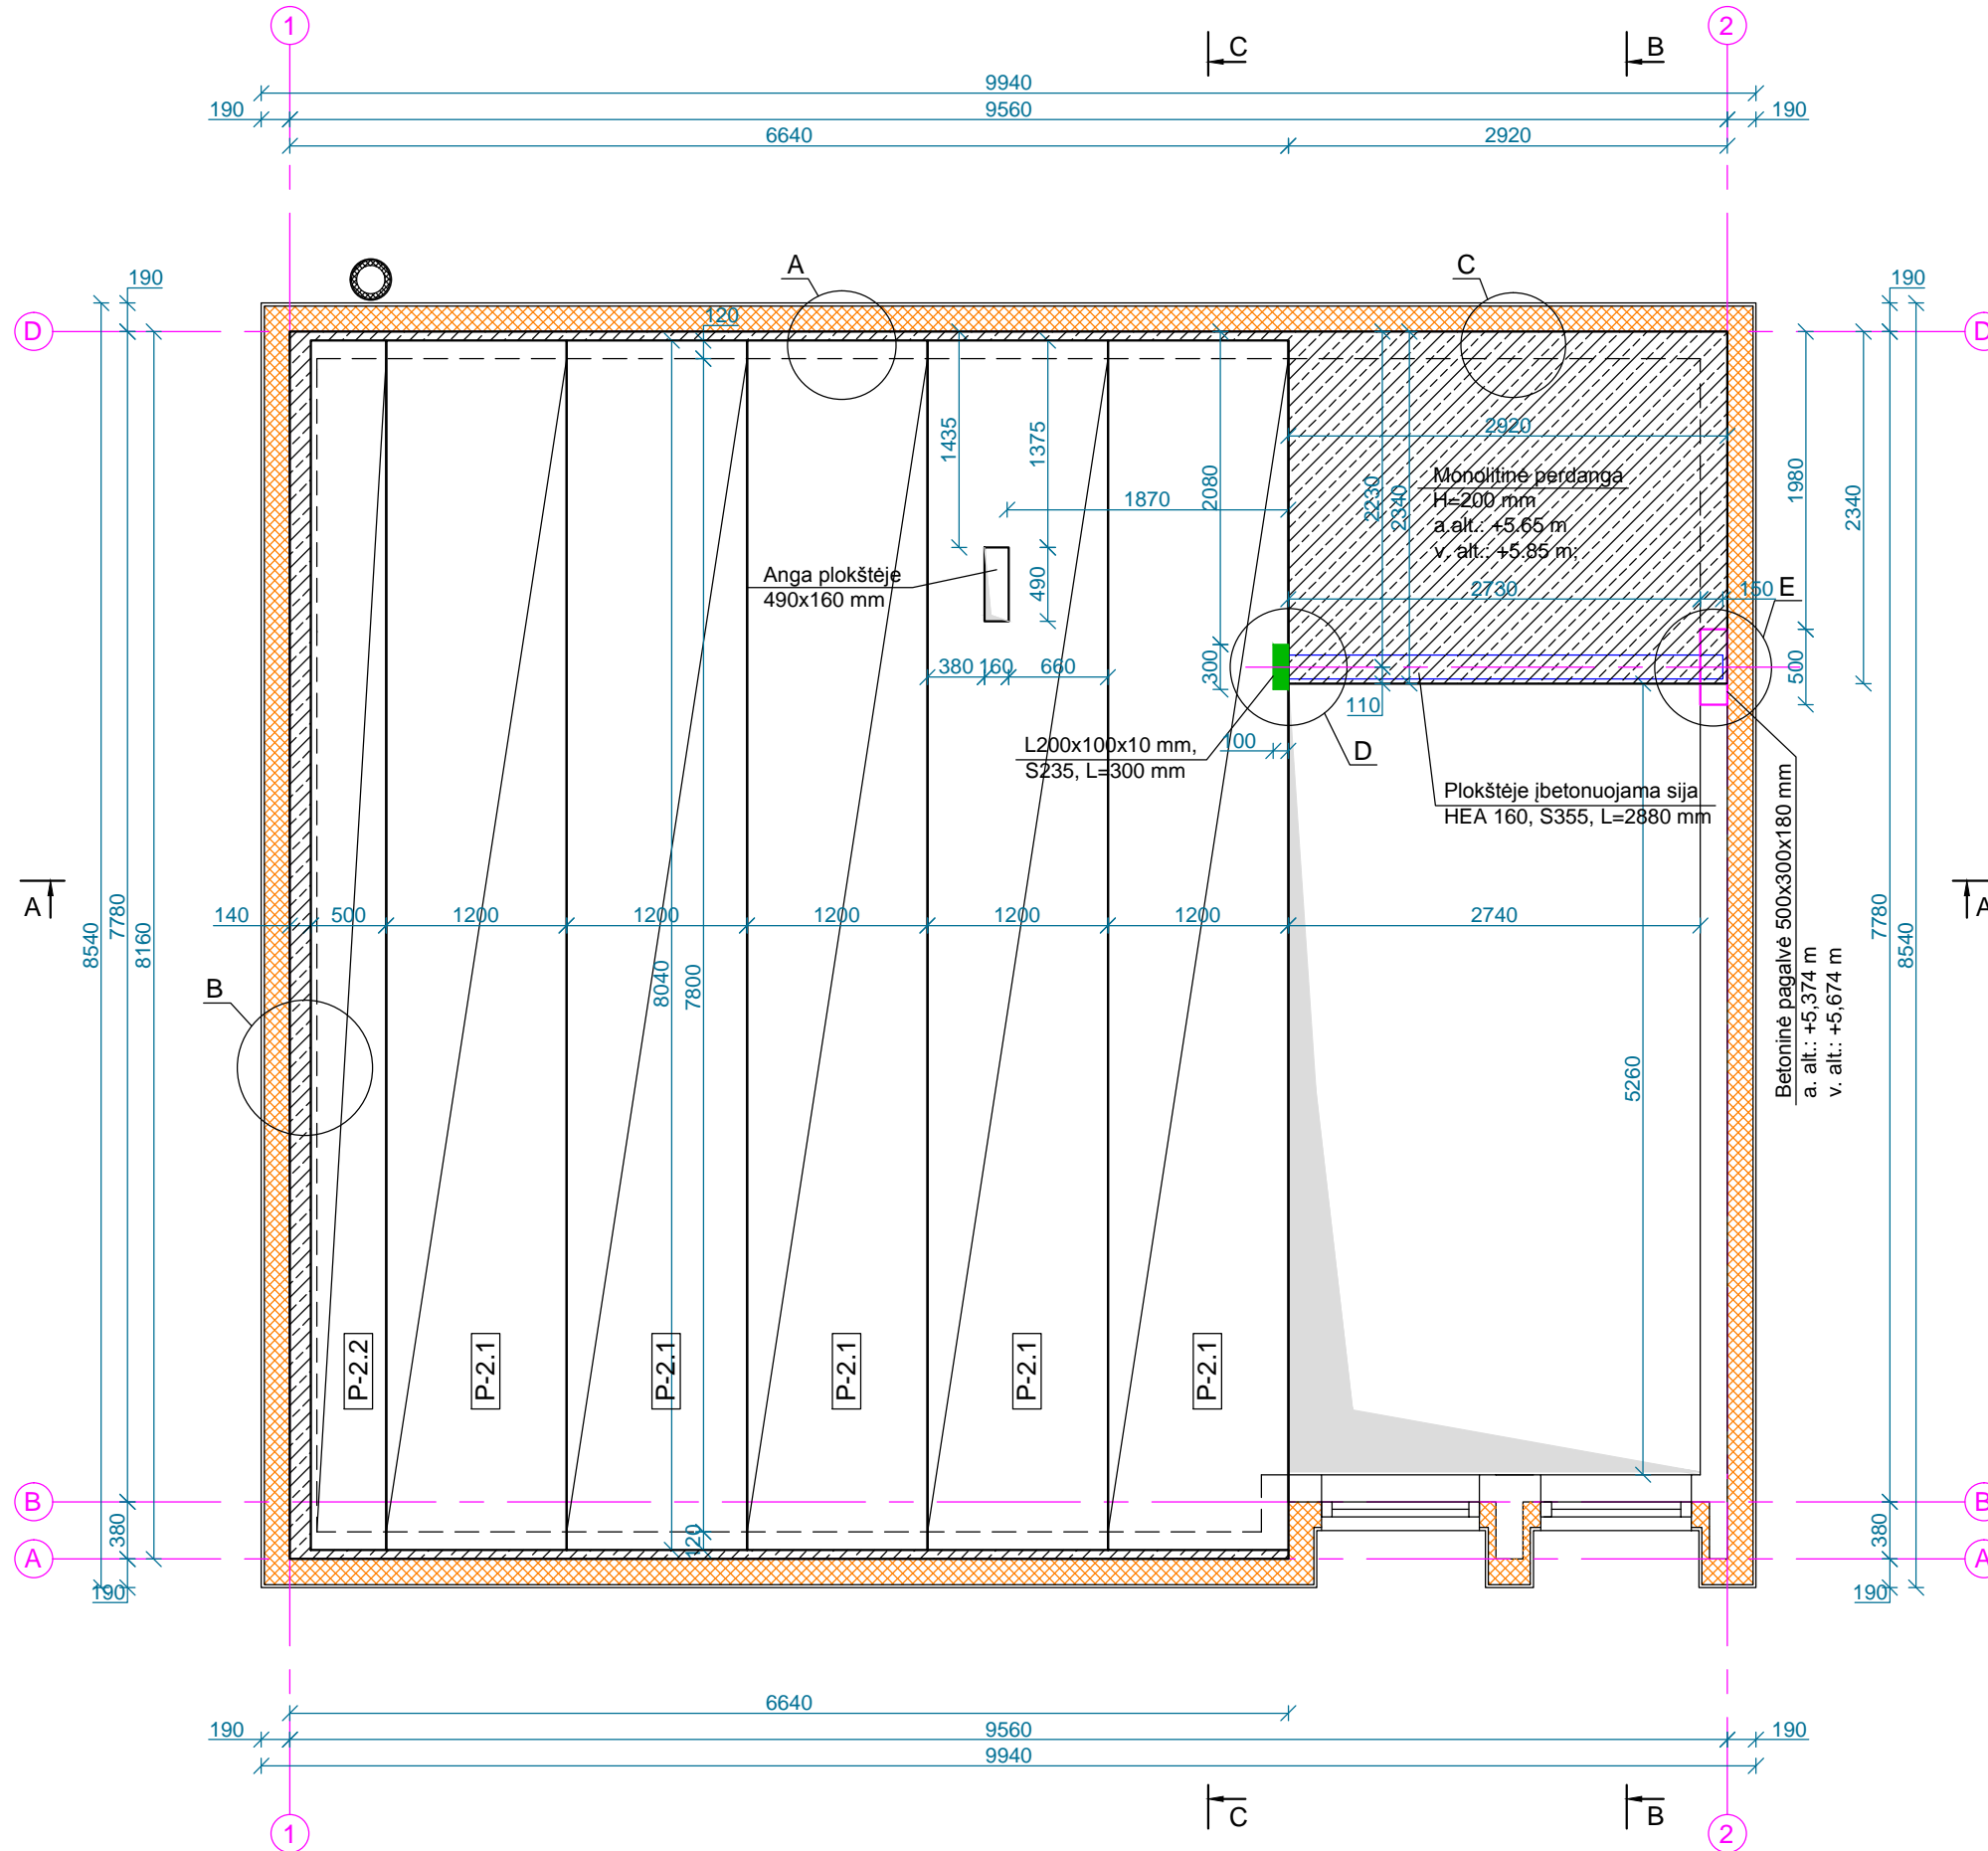 1
2
C
B
9940
190
9560
190
6640
2920
190
190
A
C
D
D
120
1435
1375
2080
2230
2340
2920
1980
2340
1870
Monolitinė perdanga
H=200 mm
a.alt.: +5.65 m
v. alt.: +5.85 m;
Anga plokštėje
490x160 mm
490
2730
150
E
380
160
660
300
500
110
100
D
L200x100x10 mm,
S235, L=300 mm
Plokštėje įbetonuojama sija
HEA 160, S355, L=2880 mm
Betoninė pagalvė 500x300x180 mm
a. alt.: +5,374 m
v. alt.: +5,674 m
A
A
8540
7780
8160
140
500
1200
1200
1200
1200
1200
2740
7780
8540
B
8040
7800
5260
P-2.2
P-2.1
P-2.1
P-2.1
P-2.1
P-2.1
B
B
380
120
380
A
A
190
190
6640
190
9560
190
9940
C
B
1
2